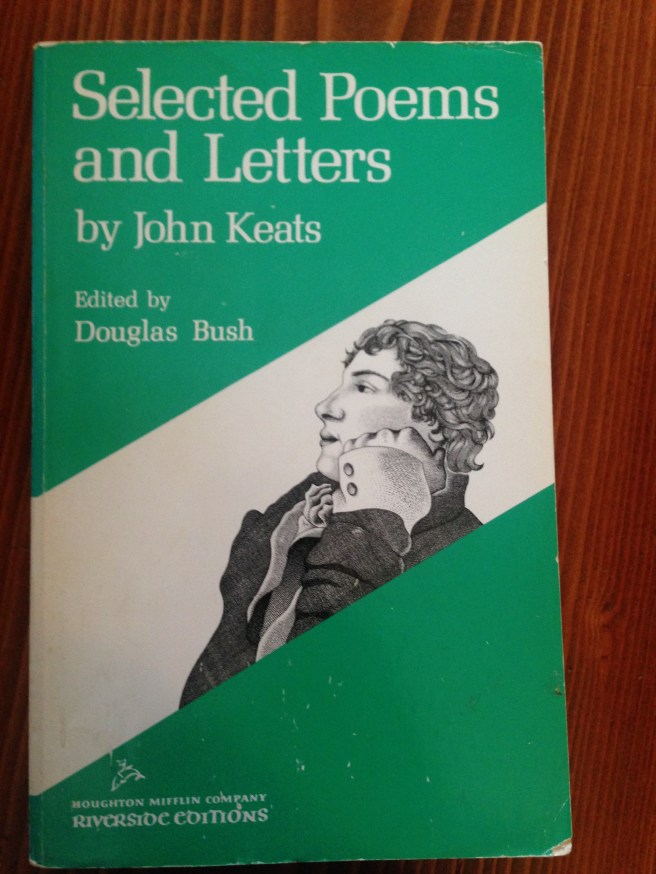 Selected Poems
and Letters
by John Keats
Edited by
Douglas Bush
HOUGHTON MIFFLIN COMPANY
RIVERSIDE EDITIONS